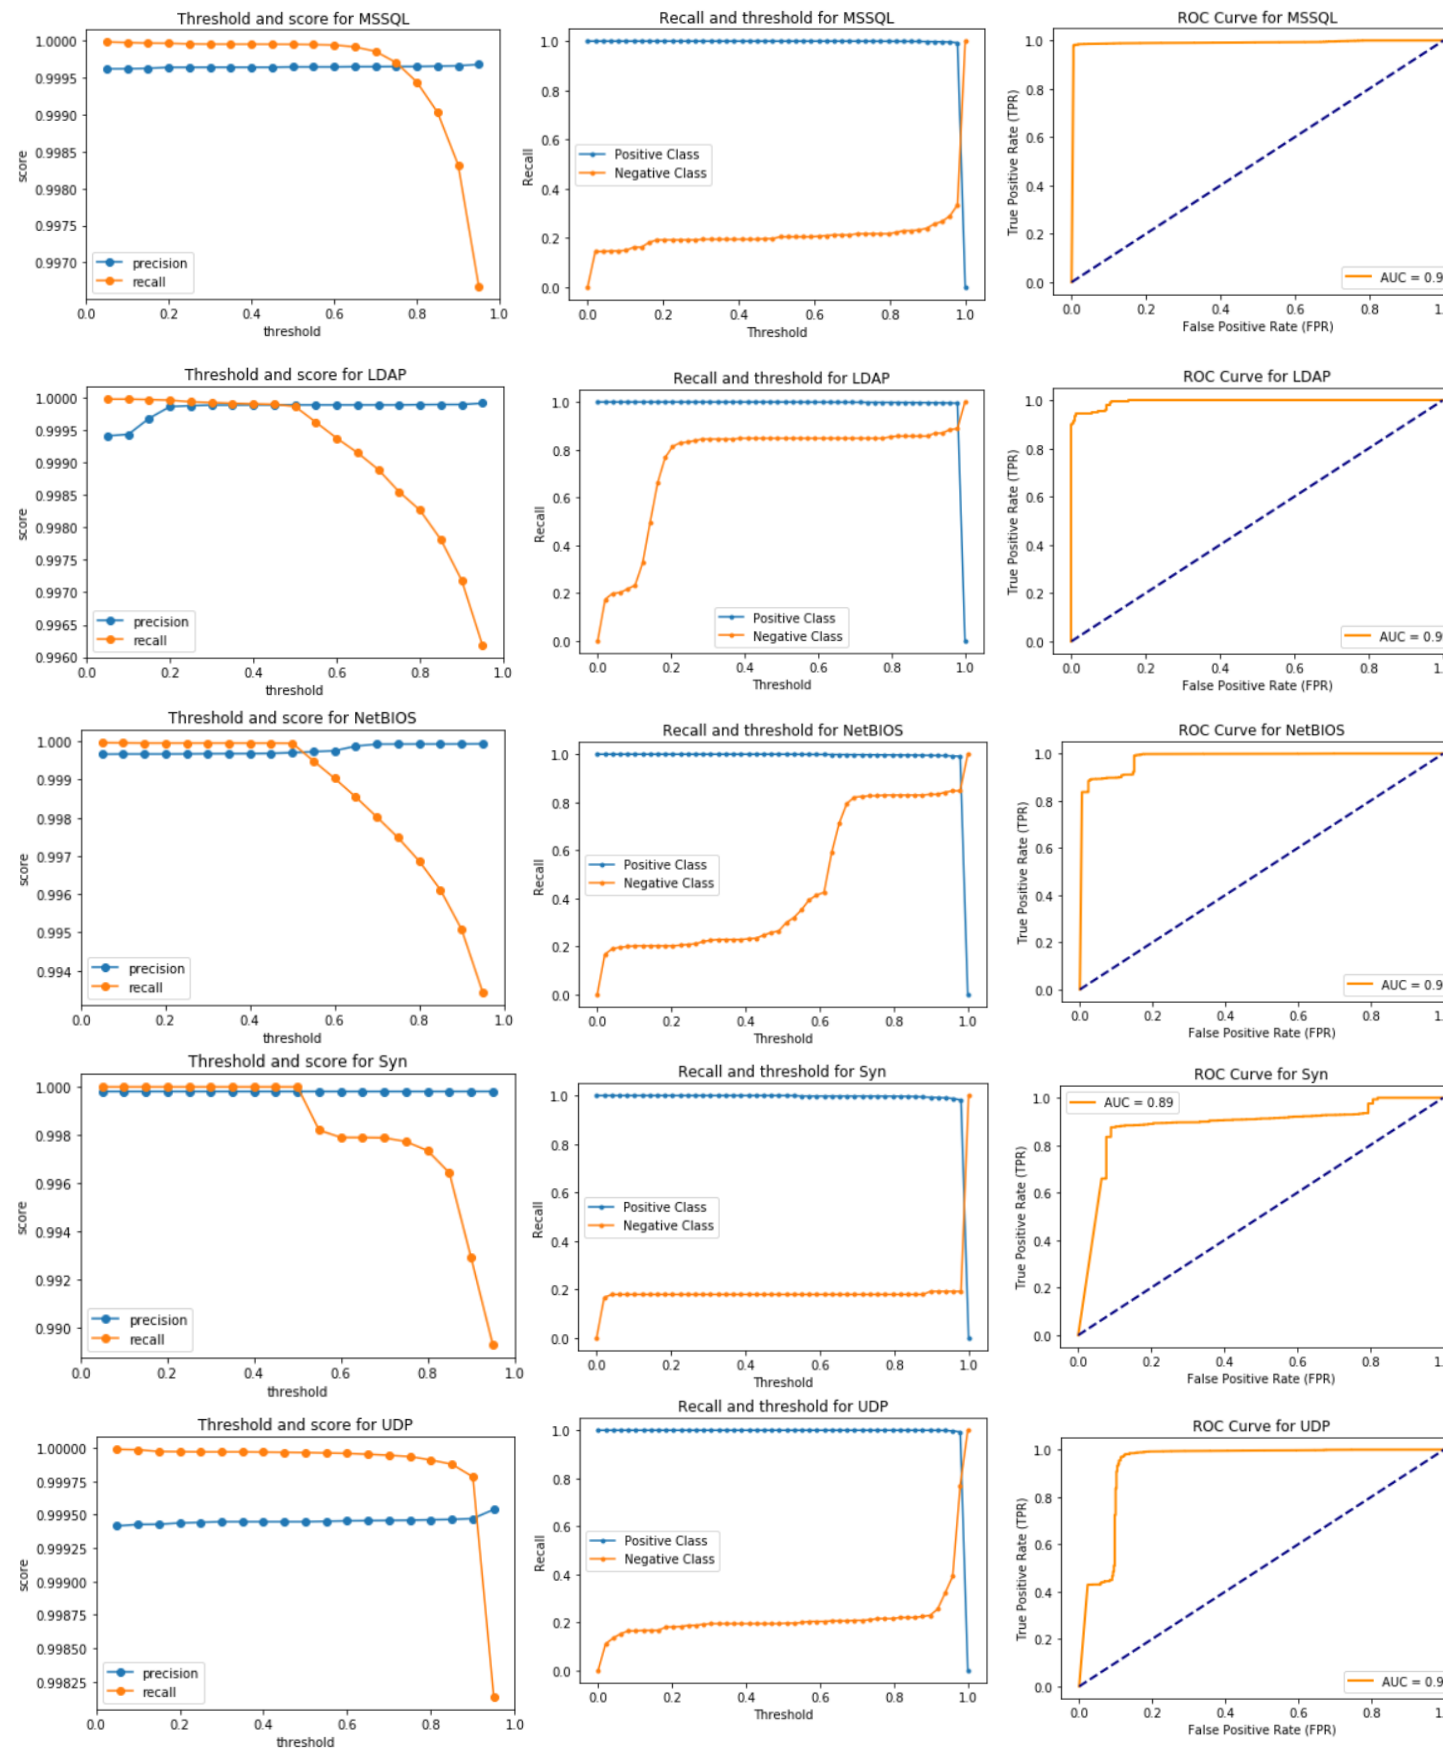 Threshold and score for MSSQL
1.0000
0.9995
0.9990
0.9985
0.9980
0.9975
0.9970
score
precision
recall
0.0 0.2 0.4 0.6 0.8 1.0
threshold
Recall and threshold for MSSQL
1.0
0.8
0.6
0.4
0.2
0.0
Recall
Positive Class
Negative Class
0.0 0.2 0.4 0.6 0.8 1.0
Threshold
ROC Curve for MSSQL
1.0
0.8
0.6
0.4
0.2
0.0
True Positive Rate (TPR)
AUC = 0.9
0.0 0.2 0.4 0.6 0.8 1.
False Positive Rate (FPR)
Threshold and score for LDAP
1.0000
0.9995
0.9990
0.9985
0.9980
0.9975
0.9970
0.9965
0.9960
score
precision
recall
0.0 0.2 0.4 0.6 0.8 1.0
threshold
Recall and threshold for LDAP
1.0
0.8
0.6
0.4
0.2
0.0
Recall
Positive Class
Negative Class
0.0 0.2 0.4 0.6 0.8 1.0
Threshold
ROC Curve for LDAP
1.0
0.8
0.6
0.4
0.2
0.0
True Positive Rate (TPR)
AUC = 0.9
0.0 0.2 0.4 0.6 0.8 1.
False Positive Rate (FPR)
Threshold and score for NetBIOS
1.000
0.999
0.998
0.997
0.996
0.995
0.994
score
precision
recall
0.0 0.2 0.4 0.6 0.8 1.0
threshold
Recall and threshold for NetBIOS
1.0
0.8
0.6
0.4
0.2
0.0
Recall
Positive Class
Negative Class
0.0 0.2 0.4 0.6 0.8 1.0
Threshold
ROC Curve for NetBIOS
1.0
0.8
0.6
0.4
0.2
0.0
True Positive Rate (TPR)
AUC = 0.9
0.0 0.2 0.4 0.6 0.8 1.
False Positive Rate (FPR)
Threshold and score for Syn
1.000
0.998
0.996
0.994
0.992
0.990
score
precision
recall
0.0 0.2 0.4 0.6 0.8 1.0
threshold
Recall and threshold for Syn
1.0
0.8
0.6
0.4
0.2
0.0
Recall
Positive Class
Negative Class
0.0 0.2 0.4 0.6 0.8 1.0
Threshold
ROC Curve for Syn
1.0
0.8
0.6
0.4
0.2
0.0
True Positive Rate (TPR)
AUC = 0.89
0.0 0.2 0.4 0.6 0.8 1.
False Positive Rate (FPR)
Threshold and score for UDP
1.00000
0.99975
0.99950
0.99925
0.99900
0.99875
0.99850
0.99825
score
precision
recall
0.0 0.2 0.4 0.6 0.8 1.0
threshold
Recall and threshold for UDP
1.0
0.8
0.6
0.4
0.2
0.0
Recall
Positive Class
Negative Class
0.0 0.2 0.4 0.6 0.8 1.0
Threshold
ROC Curve for UDP
1.0
0.8
0.6
0.4
0.2
0.0
True Positive Rate (TPR)
AUC = 0.9
0.0 0.2 0.4 0.6 0.8 1.
False Positive Rate (FPR)